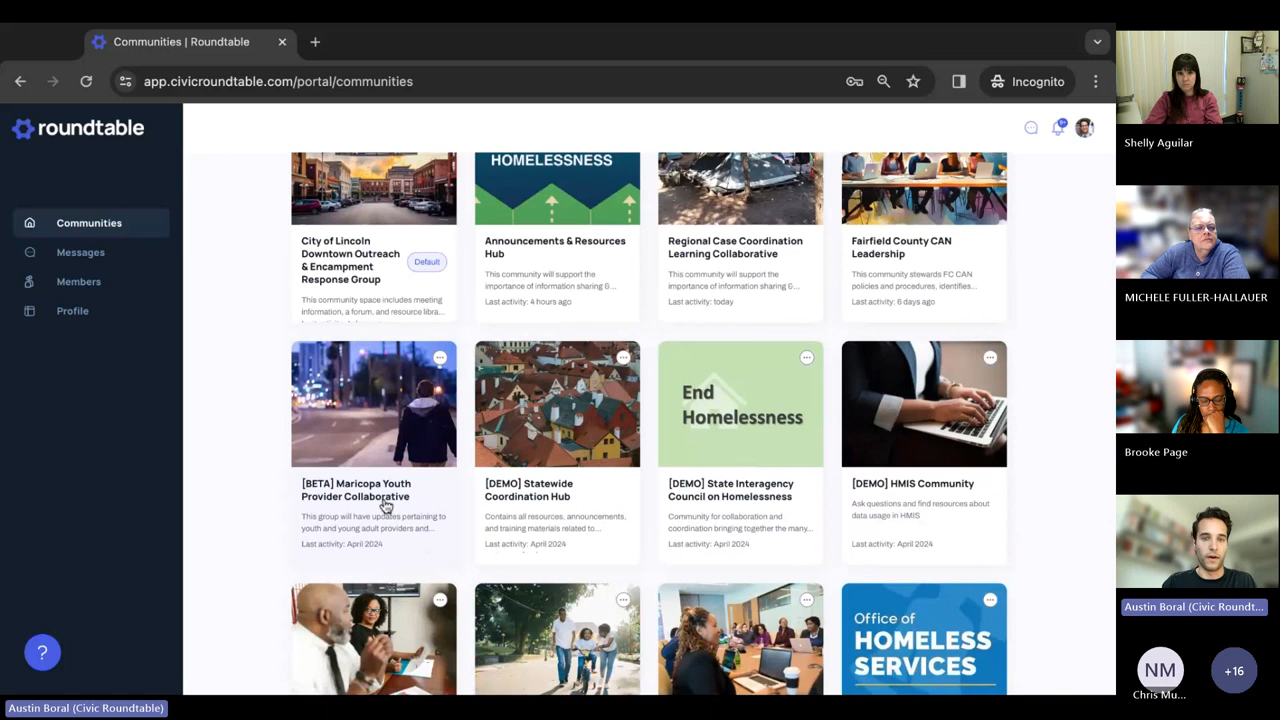 Communities | Roundtable
app.civicroundtable.com/portal/communities
Incognito
roundtable
9+
Communities
Messages
Members
Profile
?
HOMELESSNESS
City of Lincoln
Downtown Outreach
& Encampment
Response Group
Default
This community space includes meeting
information, a forum, and resource libra...
Announcements & Resources
Hub
This community will support the
importance of information sharing &...
Last activity: 4 hours ago
Regional Case Coordination
Learning Collaborative
This community will support the
importance of information sharing &...
Last activity: today
Fairfield County CAN
Leadership
This community stewards FC CAN
policies and procedures, identifies...
Last activity: 6 days ago
[BETA] Maricopa Youth
Provider Collaborative
This group will have updates pertaining to
youth and young adult providers and...
Last activity: April 2024
[DEMO] Statewide
Coordination Hub
Contains all resources, announcements,
and training materials related to...
Last activity: April 2024
End
Homelessness
[DEMO] State Interagency
Council on Homelessness
Community for collaboration and
coordination bringing together the many...
Last activity: April 2024
[DEMO] HMIS Community
Ask questions and find resources about
data usage in HMIS
Last activity: April 2024
Office of
HOMELESS
SERVICES
Shelly Aguilar
MICHELE FULLER-HALLAUER
Brooke Page
Austin Boral (Civic Roundt...
NM
Chris Mu...
+16
Austin Boral (Civic Roundtable)